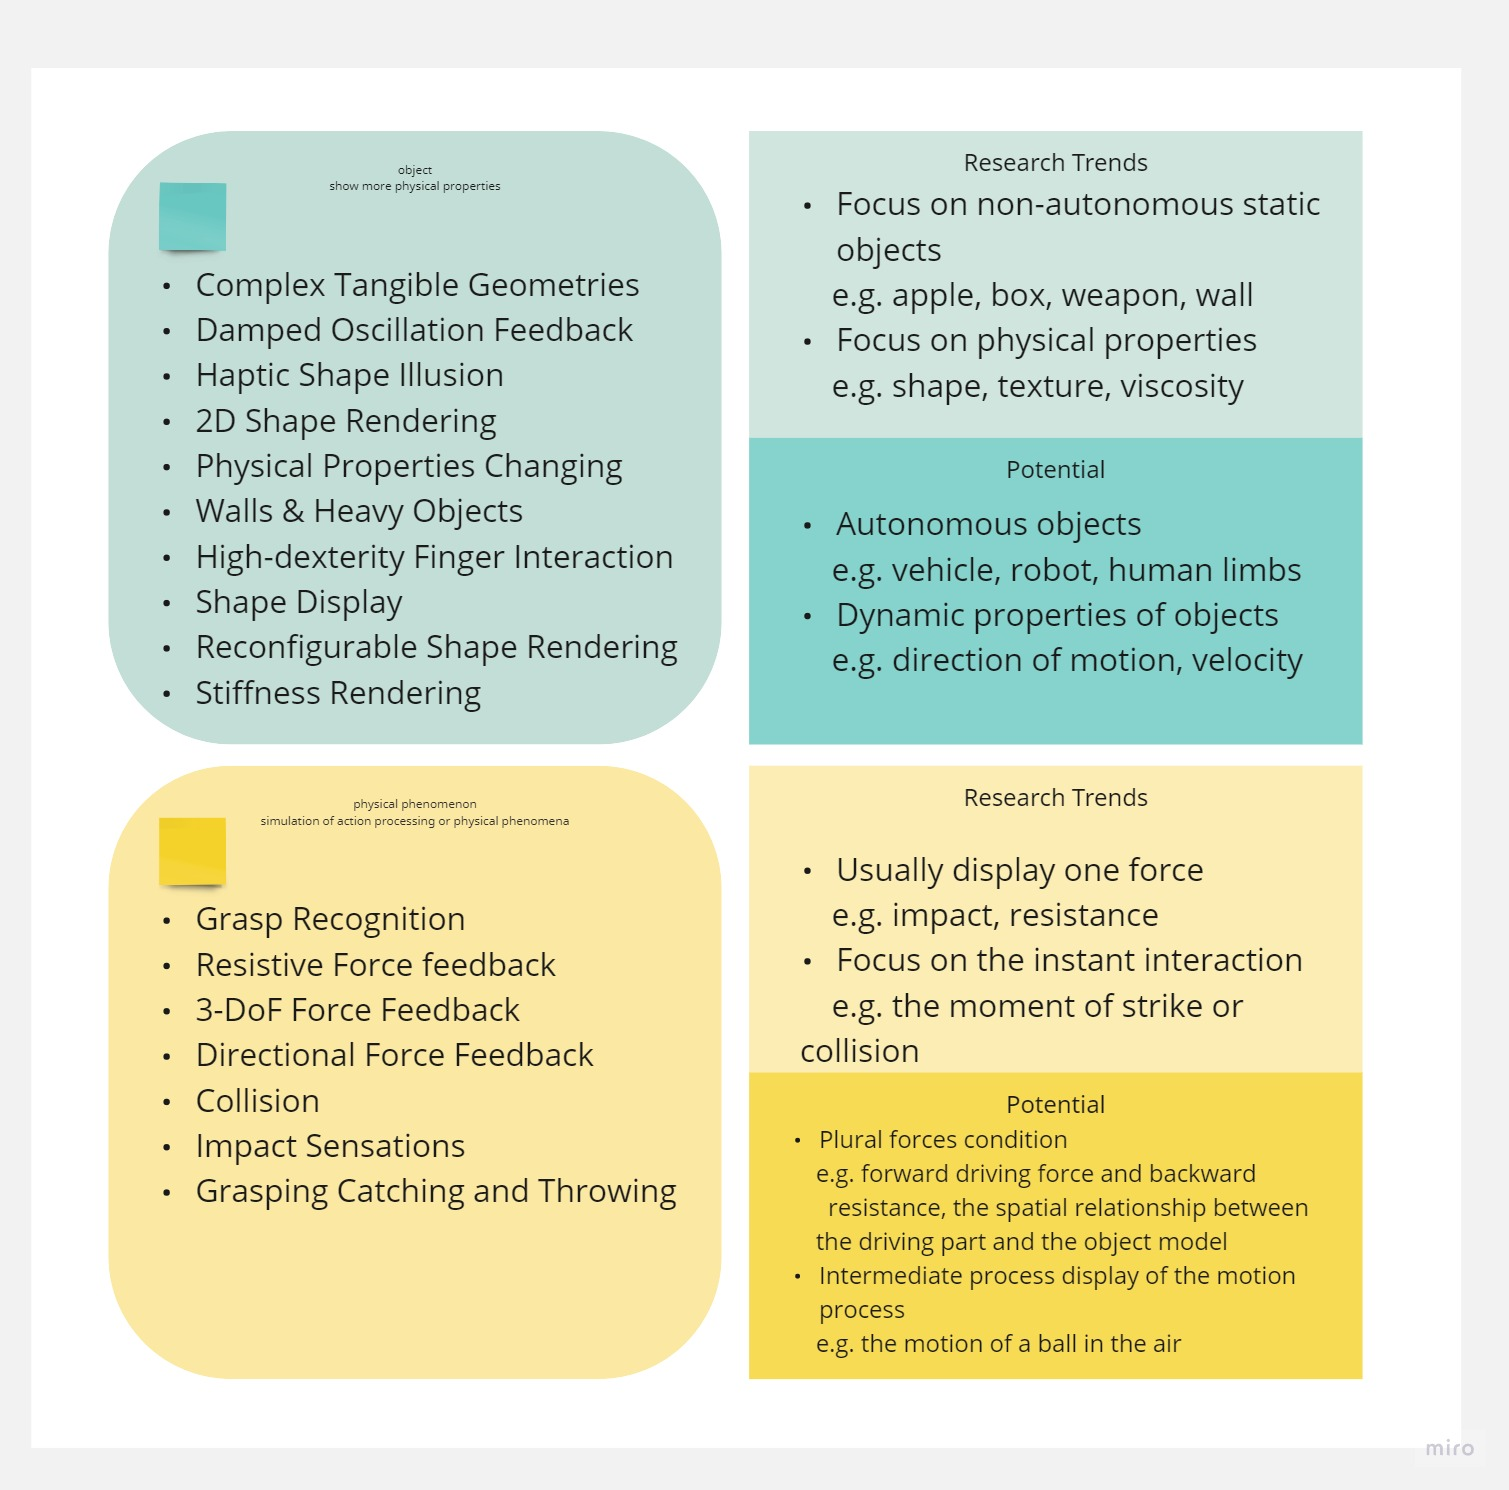 object
show more physical properties
• Complex Tangible Geometries
• Damped Oscillation Feedback
• Haptic Shape Illusion
• 2D Shape Rendering
• Physical Properties Changing
• Walls & Heavy Objects
• High-dexterity Finger Interaction
• Shape Display
• Reconfigurable Shape Rendering
• Stiffness Rendering
Research Trends
• Focus on non-autonomous static
objects
e.g. apple, box, weapon, wall
• Focus on physical properties
e.g. shape, texture, viscosity
Potential
• Autonomous objects
e.g. vehicle, robot, human limbs
• Dynamic properties of objects
e.g. direction of motion, velocity
physical phenomenon
simulation of action processing or physical phenomena
• Grasp Recognition
• Resistive Force feedback
• 3-DoF Force Feedback
• Directional Force Feedback
• Collision
• Impact Sensations
• Grasping Catching and Throwing
Research Trends
• Usually display one force
e.g. impact, resistance
• Focus on the instant interaction
e.g. the moment of strike or
collision
Potential
• Plural forces condition
e.g. forward driving force and backward
resistance, the spatial relationship between
the driving part and the object model
• Intermediate process display of the motion
process
e.g. the motion of a ball in the air
miro